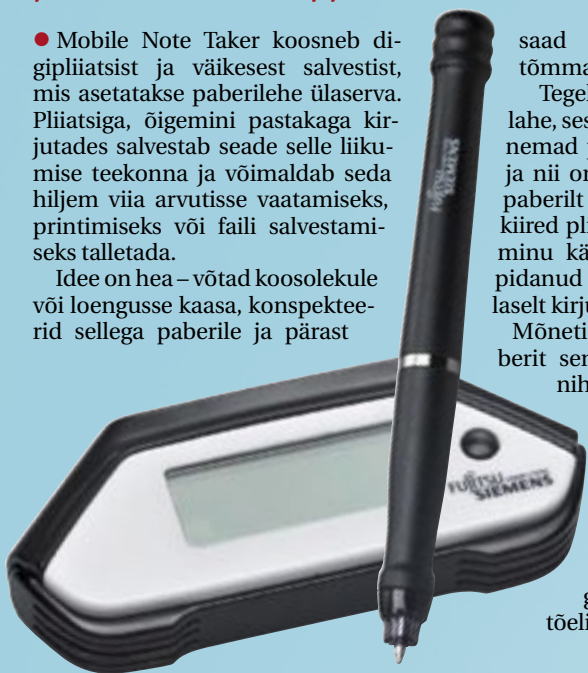 ● Mobile Note Taker koosneb di-
gipliiatsist ja väikesest salvestist,
mis asetatakse paberilehe ülaserva.
Pliiatsiga, õigemini pastakaga kir-
jutades salvestab seade selle liiku-
mise teekonna ja võimaldab seda
hiljem viia arvutisse vaatamiseks,
printimiseks või faili salvestami-
seks talletada.
Idee on hea – võtad koosolekule
või loengusse kaasa, konspektee-
rid sellega paberile ja pärast
saad
tõmma
Tegel
lahe, ses
nemad
ja nii on
paberilt
kiired pli
minu kä
pidanud
laselt kirju
Mõneti
berit ser
nih
tõeli
FUJITSU
SIEMENS
FUJITSU
SIEMENS